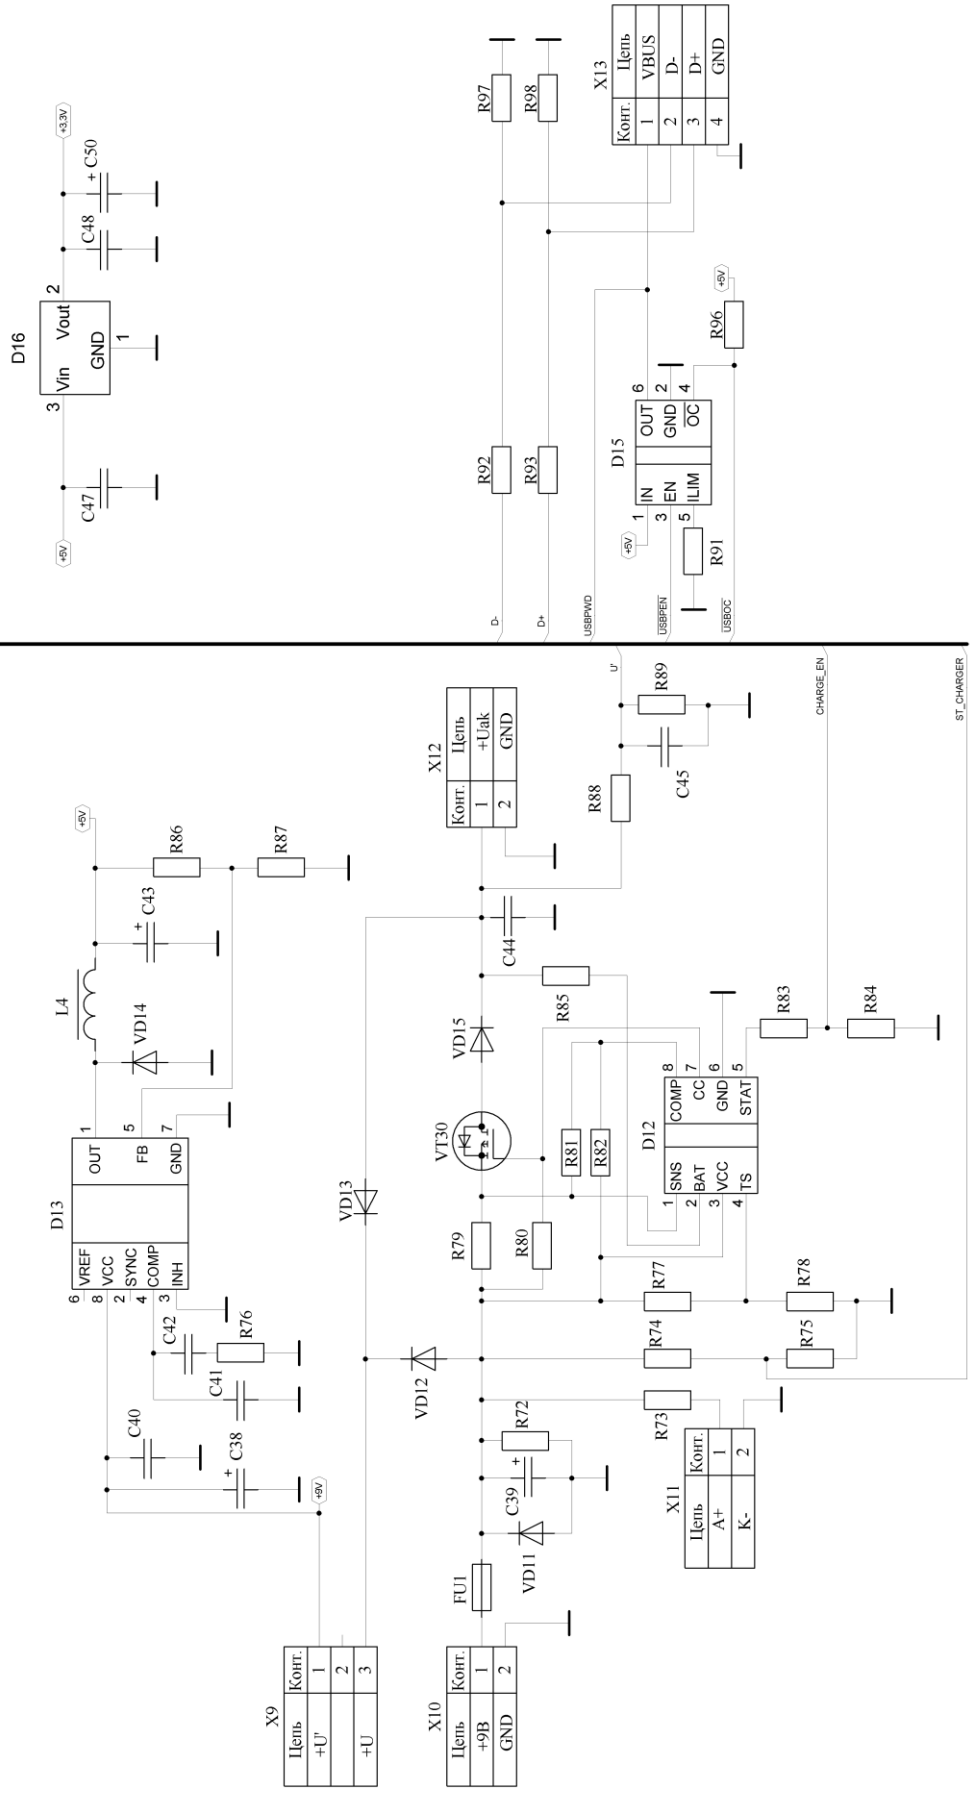 X9
Цепь Конт.
+U' 1
2
+U 3
X10
Цепь Конт.
+9В 1
GND 2
FU1
VD11
C39
+
R72
VD12
VD13
X11
Цепь Конт.
A+ 1
K- 2
R73
R74
R75
R77
R78
R79
R80
R81
R82
VT30
VD15
R85
C44
D12
1 SNS
2 BAT
3 VCC
4 TS
COMP 8
CC 7
GND 6
STAT 5
R83
R84
X12
Конт. Цепь
1 +Uak
2 GND
R88
C45
R89
U'
CHARGE_EN
ST_CHARGER
+9V
C38
+
C40
C41
C42
R76
D13
6 VREF
8 VCC
2 SYNC
4 COMP
3 INH
OUT 1
FB 5
GND 7
VD14
L4
C43
+
R86
R87
+5V
+5V
C47
D16
3 Vin
Vout 2
GND
1
C48
C50
+
+3,3V
D-
D+
USBPWD
USBPEN
USBOC
R92
R93
R97
R98
+5V
D15
1 IN
3 EN
5 ILIM
OUT 6
GND 2
OC 4
R91
R96
+5V
X13
Конт. Цепь
1 VBUS
2 D-
3 D+
4 GND